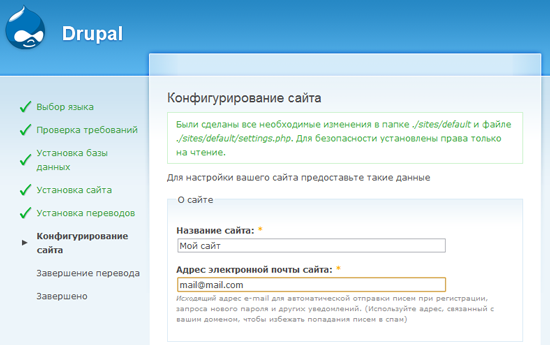 Drupal
Выбор языка
Проверка требований
Установка базы
данных
Установка сайта
Установка переводов
Конфигурирование
сайта
Завершение перевода
Завершено
Конфигурирование сайта
Были сделаны все необходимые изменения в папке ./sites/default и файле
./sites/default/settings.php. Для безопасности установлены права только
на чтение.
Для настройки вашего сайта предоставьте такие данные
О сайте
Название сайта: *
Мой сайт
Адрес электронной почты сайта: *
mail@mail.com
Исходящий адрес e-mail для автоматической отправки писем при регистрации,
запроса нового пароля и других уведомлений. (Используйте адрес, связанный с
вашим доменом, чтобы избежать попадания писем в спам)